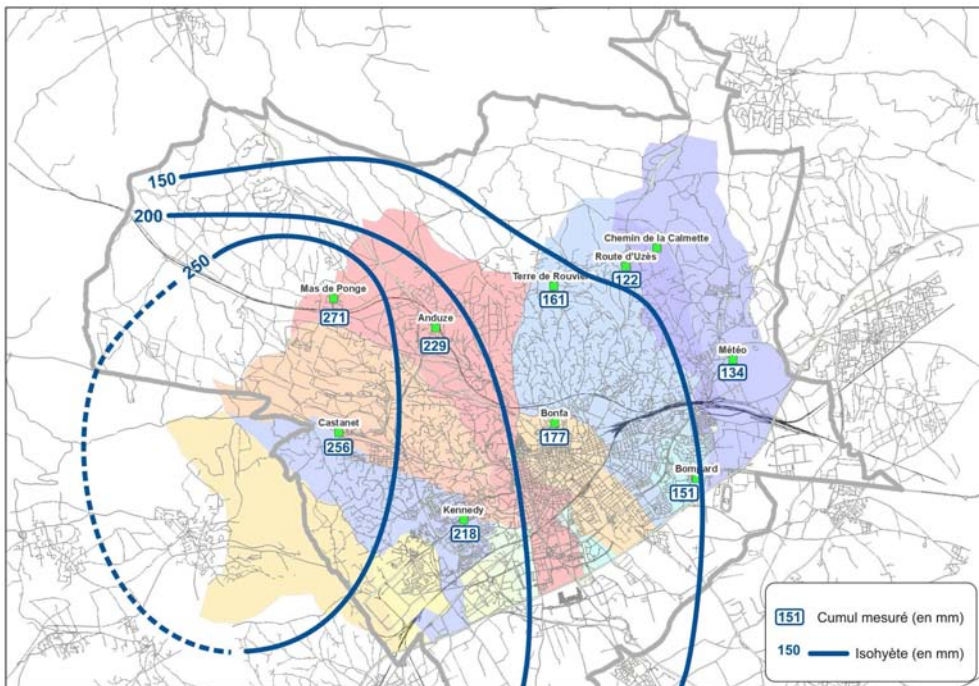 150
200
250
Chemin de la Calmette
Route d'Uzès
122
Terre de Rouvier
161
Mas de Ponge
271
Anduze
229
Météo
134
Bonfa
177
Castanet
256
Bompard
151
Kennedy
218
151 Cumul mesuré (en mm)
150 Isohyète (en mm)